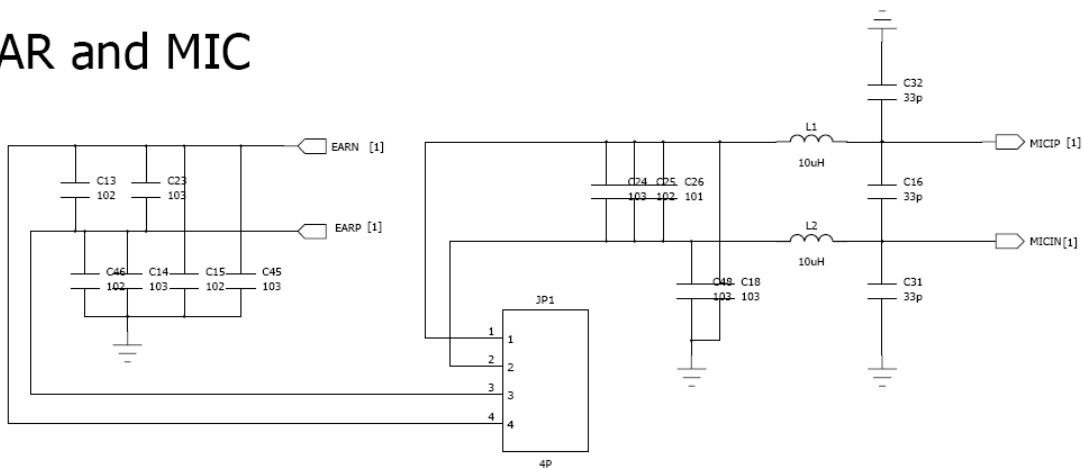 AR and MIC
C32
33p
L1
10uH
EARN [1]
MICIP [1]
C13
102
C23
103
C24
103
C25
102
C26
101
C16
33p
EARP [1]
L2
10uH
MICIN[1]
C46
102
C14
103
C15
102
C45
103
C48
103
C18
103
C31
33p
JP1
1 1
2 2
3 3
4 4
4P